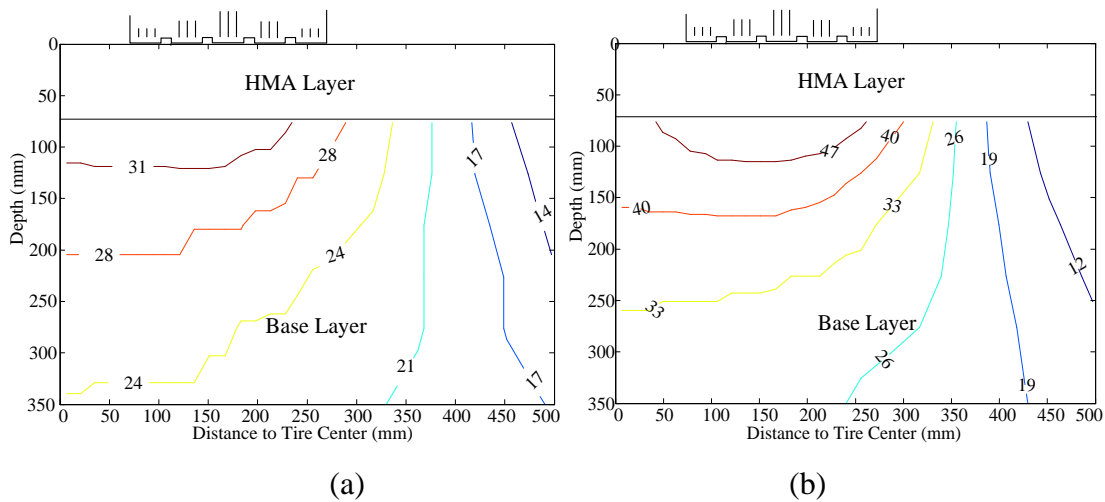 0
50
100
150
200
250
300
350
Depth (mm)
HMA Layer
31
28
28
24
24
21
17
17
14
Base Layer
0 50 100 150 200 250 300 350 400 450 500
Distance to Tire Center (mm)
(a)
0
50
100
150
200
250
300
350
Depth (mm)
HMA Layer
47
40
40
33
33
26
26
19
19
12
Base Layer
0 50 100 150 200 250 300 350 400 450 500
Distance to Tire Center (mm)
(b)